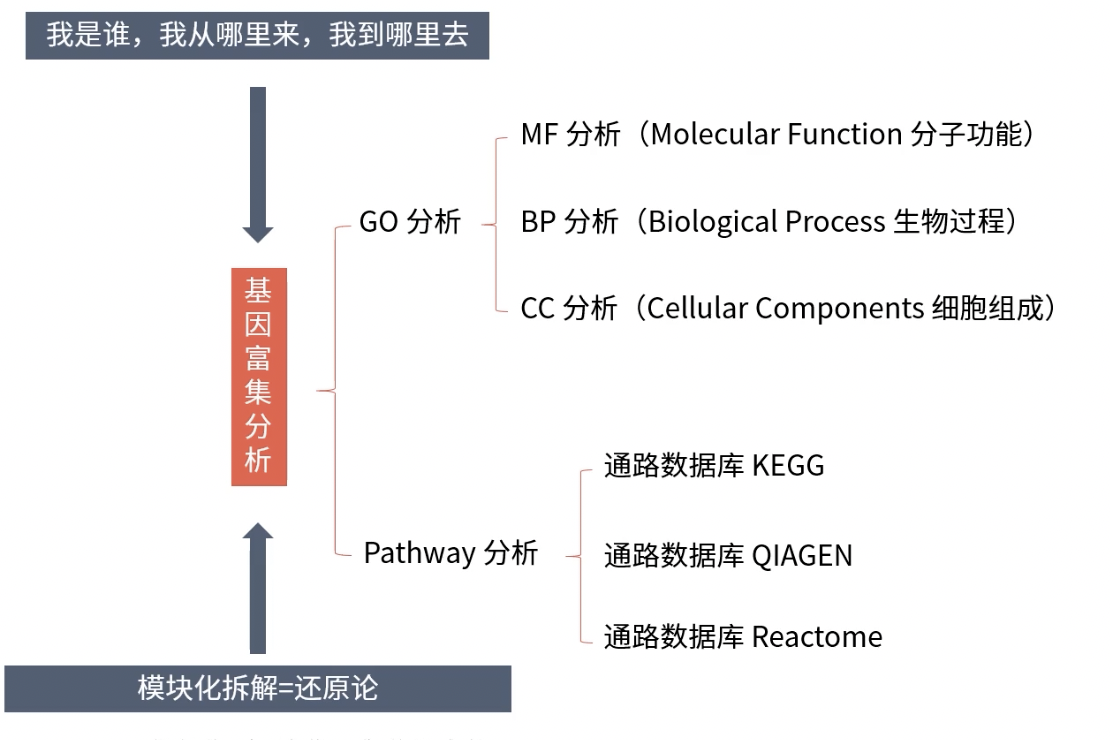 我是谁，我从哪里来，我到哪里去
MF 分析（Molecular Function 分子功能）
GO 分析
BP 分析（Biological Process 生物过程）
CC 分析（Cellular Components 细胞组成）
基因富集分析
通路数据库 KEGG
Pathway 分析
通路数据库 QIAGEN
通路数据库 Reactome
模块化拆解=还原论